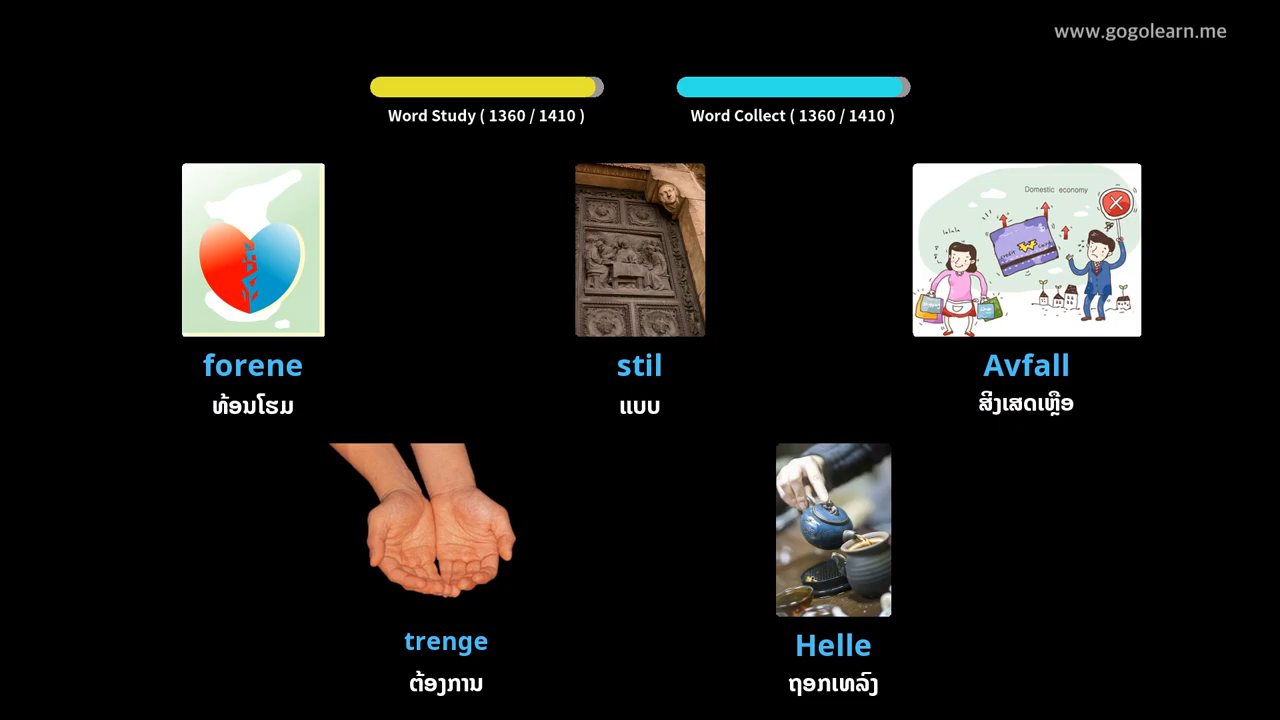 www.gogolearn.me
Word Study ( 1360 / 1410 )
Word Collect ( 1360 / 1410 )
Domestic economy
lalala
forene
ທ້ອນໂຮມ
stil
ແບບ
Avfall
ສິ່ງເສດເຫຼືອ
trenge
ຕ້ອງການ
Helle
ຖອກເທລົງ